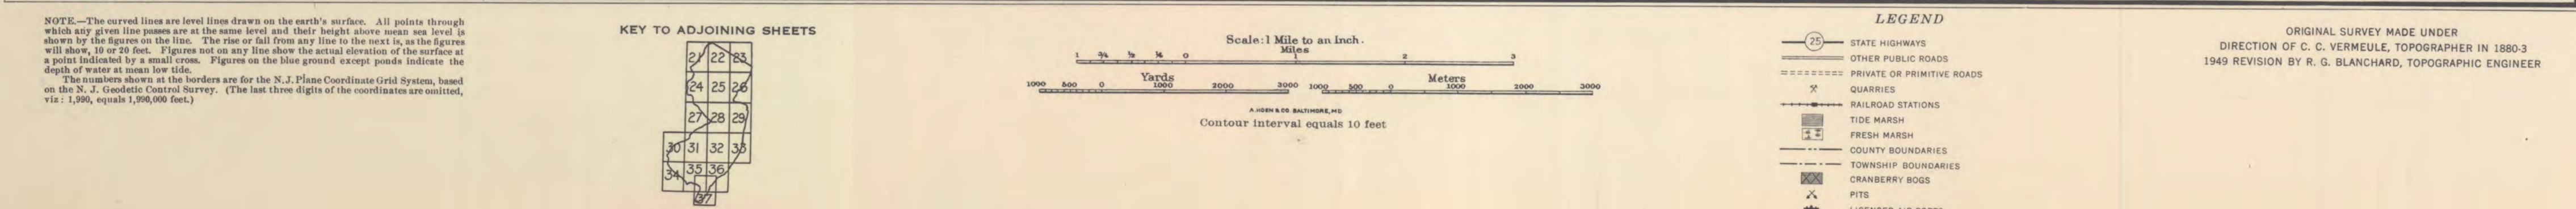 NOTE.—The curved lines are level lines drawn on the earth's surface. All points through
which any given line passes are at the same level and their height above mean sea level is
shown by the figures on the line. The rise or fall from any line to the next is, as the figures
will show, 10 or 20 feet. Figures not on any line show the actual elevation of the surface at
a point indicated by a small cross. Figures on the blue ground except ponds indicate the
depth of water at mean low tide.
The numbers shown at the borders are for the N.J. Plane Coordinate Grid System, based
on the N. J. Geodetic Control Survey. (The last three digits of the coordinates are omitted,
viz: 1,990, equals 1,990,000 feet.)
KEY TO ADJOINING SHEETS
21 22 23
24 25 26
27 28 29
30 31 32 33
34 35 36
37
Scale: 1 Mile to an Inch.
Miles
1 ¾ ½ ¼ 0 1 2 3
Yards
1000 500 0 1000 2000 3000
Meters
1000 500 0 1000 2000 3000
A. HOEN & CO. BALTIMORE, MD
Contour interval equals 10 feet
LEGEND
25 STATE HIGHWAYS
OTHER PUBLIC ROADS
PRIVATE OR PRIMITIVE ROADS
QUARRIES
RAILROAD STATIONS
TIDE MARSH
FRESH MARSH
COUNTY BOUNDARIES
TOWNSHIP BOUNDARIES
CRANBERRY BOGS
PITS
ORIGINAL SURVEY MADE UNDER
DIRECTION OF C. C. VERMEULE, TOPOGRAPHER IN 1880-3
1949 REVISION BY R. G. BLANCHARD, TOPOGRAPHIC ENGINEER